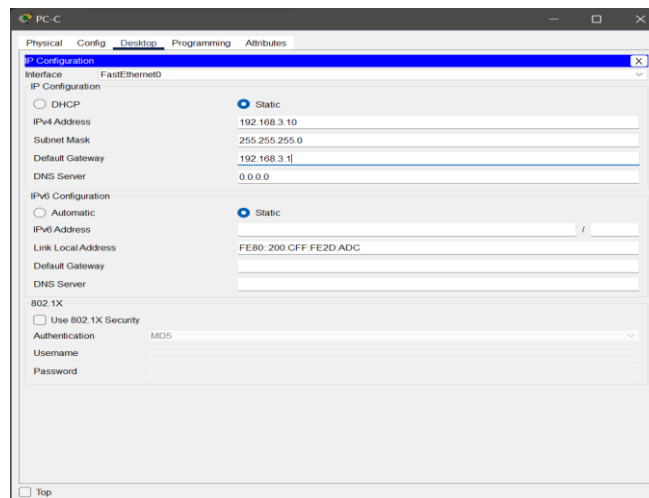 PC-C
Physical Config Desktop Programming Attributes
IP Configuration X
Interface FastEthernet0
IP Configuration
DHCP Static
IPv4 Address 192.168.3.10
Subnet Mask 255.255.255.0
Default Gateway 192.168.3.1
DNS Server 0.0.0.0
IPv6 Configuration
Automatic Static
IPv6 Address /
Link Local Address FE80::200:CFF:FE2D:ADC
Default Gateway
DNS Server
802.1X
Use 802.1X Security
Authentication MD5
Username
Password
Top